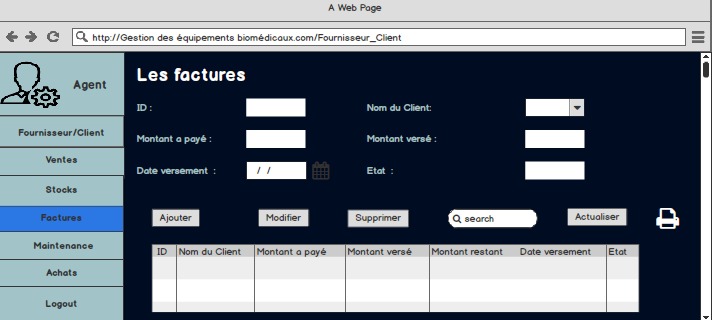 A Web Page
http://Gestion des équipements biomédicaux.com/Fournisseur_Client
Agent
Fournisseur/Client
Ventes
Stocks
Factures
Maintenance
Achats
Logout
Les factures
ID :
Nom du Client:
Montant a payé :
Montant versé :
Date versement :
/ /
Etat :
Ajouter
Modifier
Supprimer
search
Actualiser
ID Nom du Client Montant a payé Montant versé Montant restant Date versement Etat